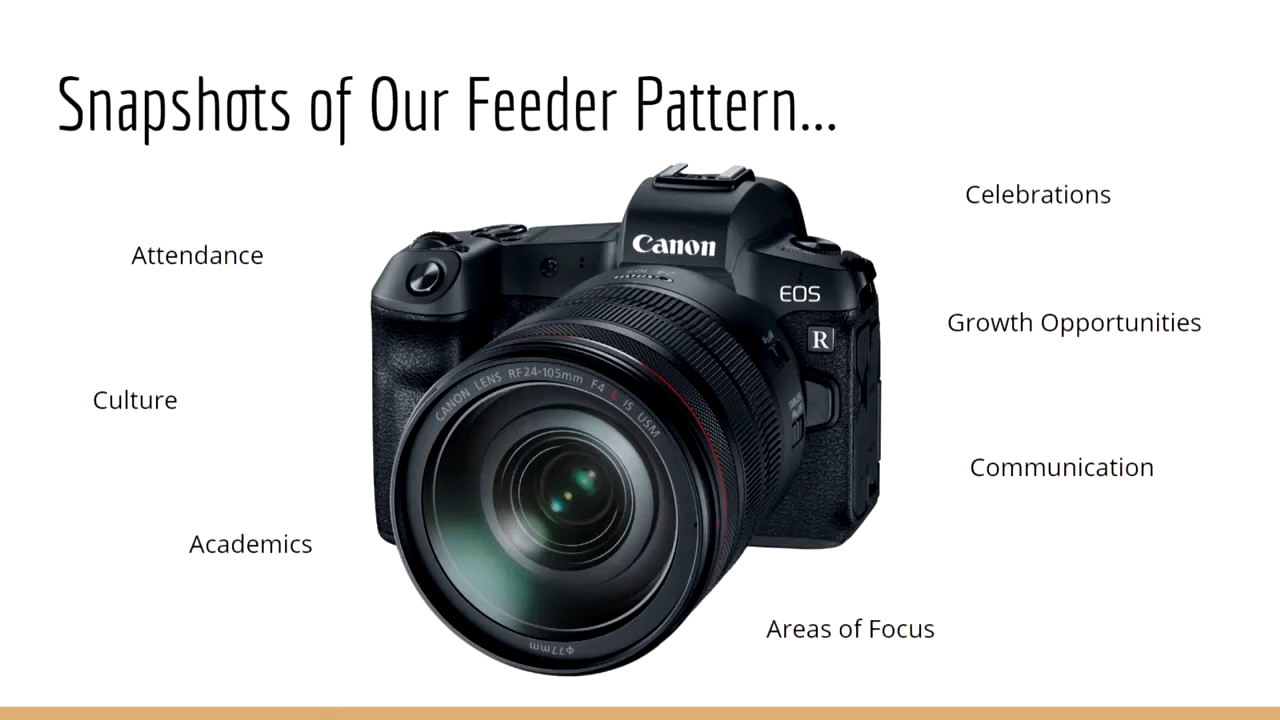 Snapshots of Our Feeder Pattern...
Celebrations
Attendance
Canon
EOS
R
Growth Opportunities
CANON LENS RF24-105mm F4 L IS USM
Culture
Communication
Academics
Areas of Focus
Φ77mm